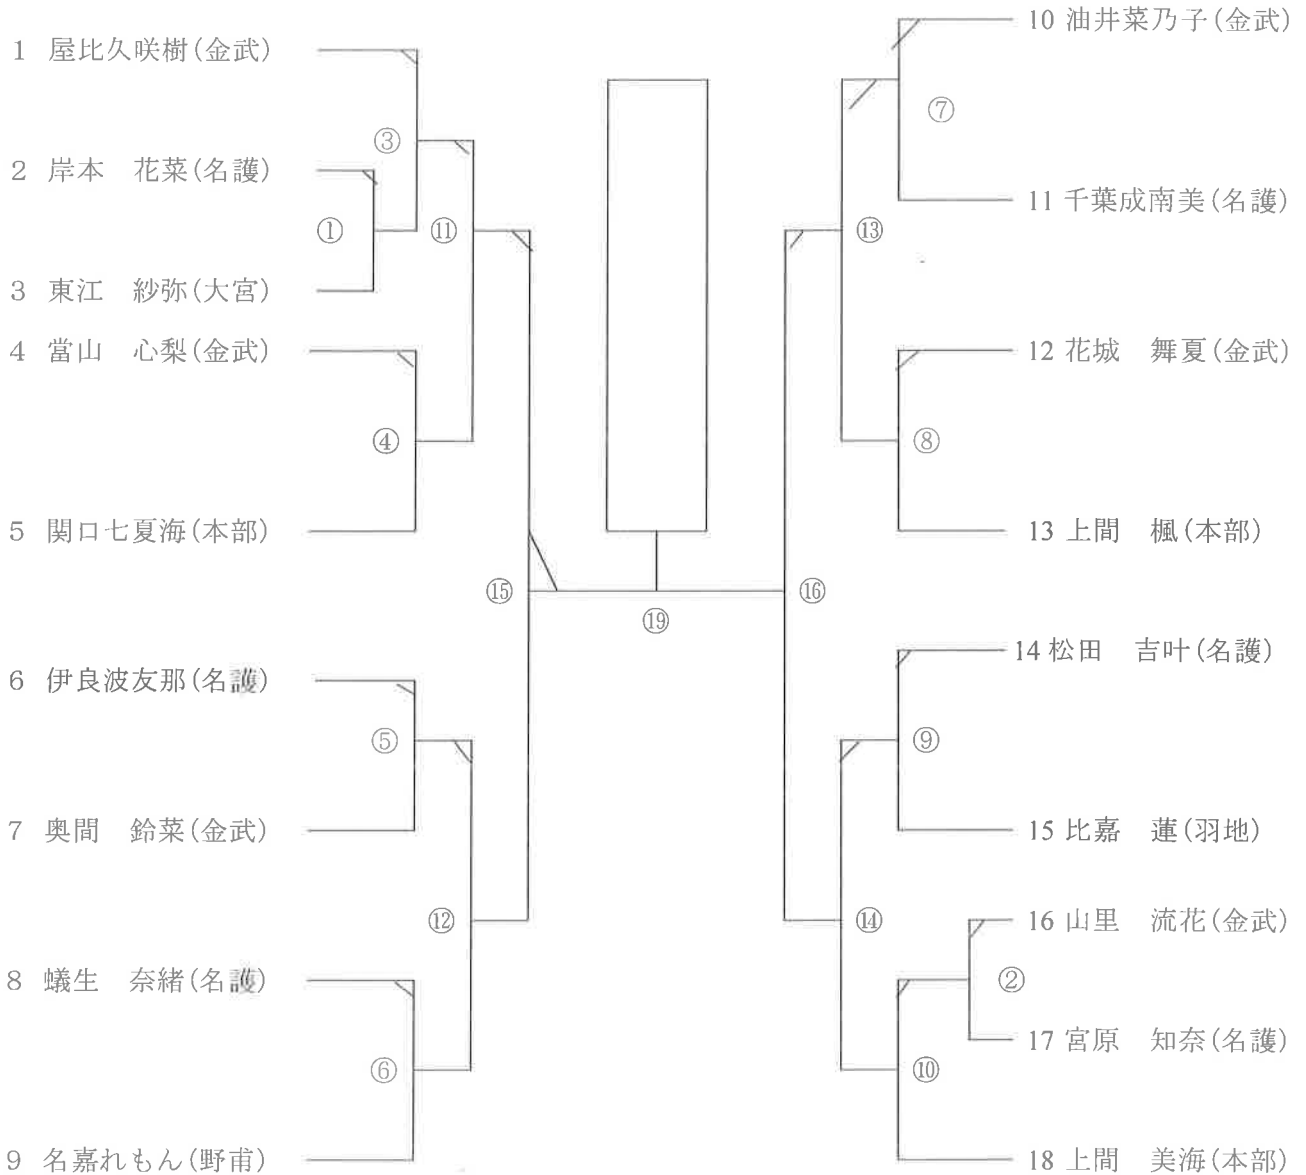 1 屋比久咲樹(金武)
2 岸本　花菜(名護)
3 東江　紗弥(大宮)
4 當山　心梨(金武)
5 関口七夏海(本部)
6 伊良波友那(名護)
7 奥間　鈴菜(金武)
8 蟻生　奈緒(名護)
9 名嘉れもん(野甫)
③
①
⑪
④
⑮
⑤
⑫
⑥
⑲
10 油井菜乃子(金武)
11 千葉成南美(名護)
12 花城　舞夏(金武)
13 上間　楓(本部)
14 松田　吉叶(名護)
15 比嘉　蓮(羽地)
16 山里　流花(金武)
17 宮原　知奈(名護)
18 上間　美海(本部)
⑦
⑬
⑧
⑯
⑨
⑭
②
⑩